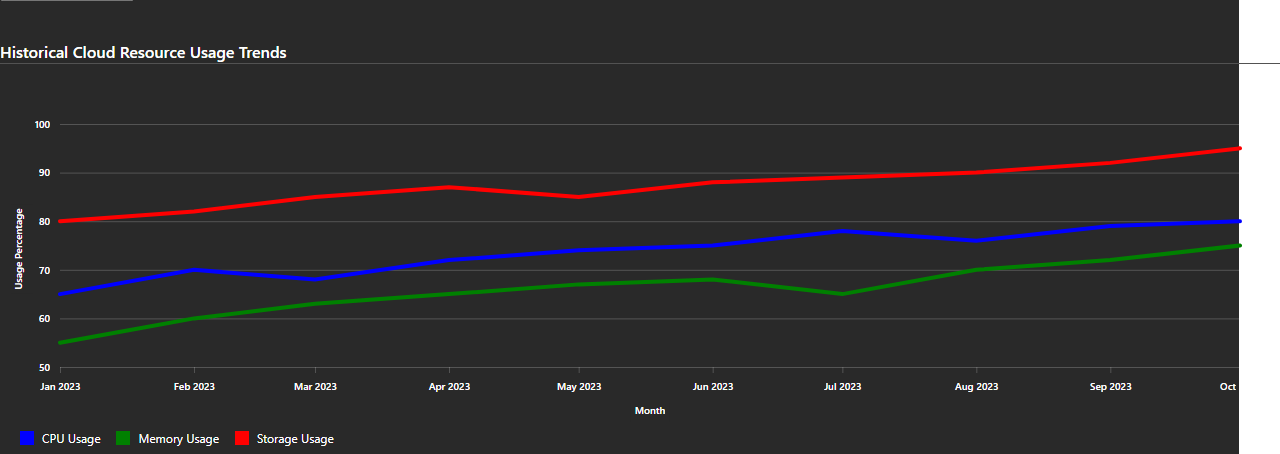 Historical Cloud Resource Usage Trends
100
90
80
70
60
50
Usage Percentage
Jan 2023 Feb 2023 Mar 2023 Apr 2023 May 2023 Jun 2023 Jul 2023 Aug 2023 Sep 2023 Oct
Month
CPU Usage Memory Usage Storage Usage